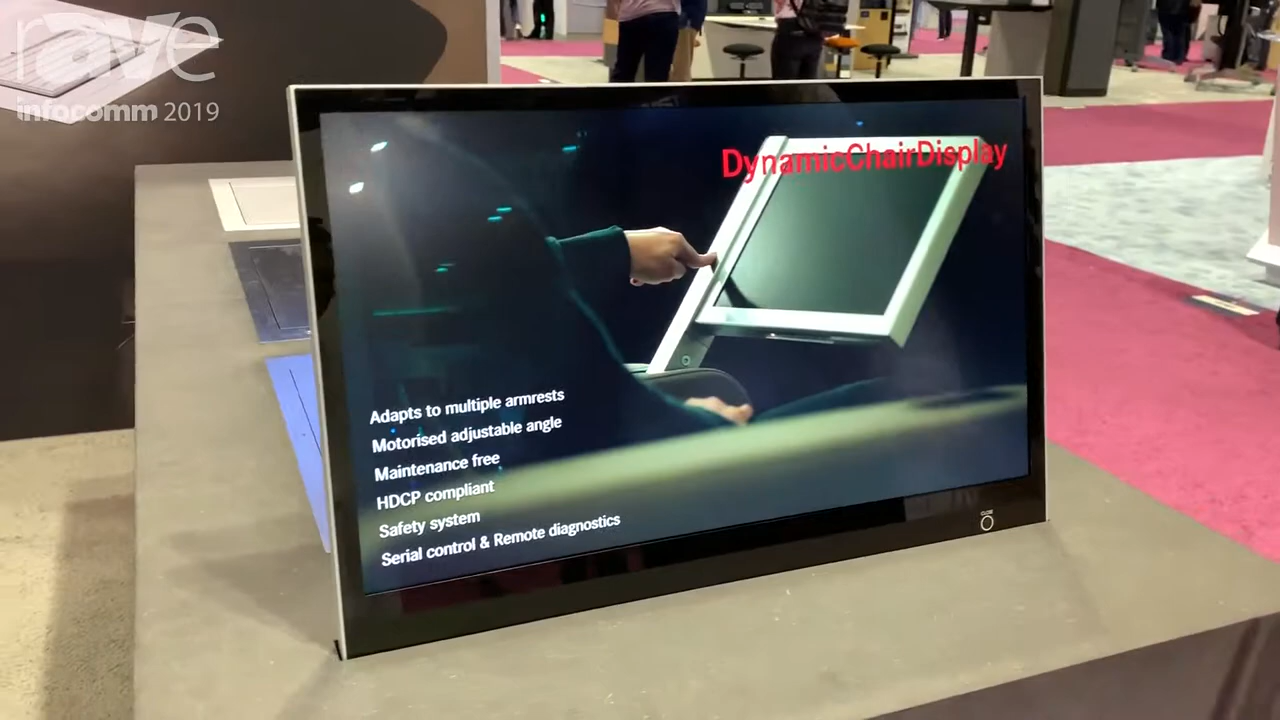 rave
infocomm 2019
DynamicChairDisplay
Adapts to multiple armrests
Motorised adjustable angle
Maintenance free
HDCP compliant
Safety system
Serial control & Remote diagnostics
CLOSE